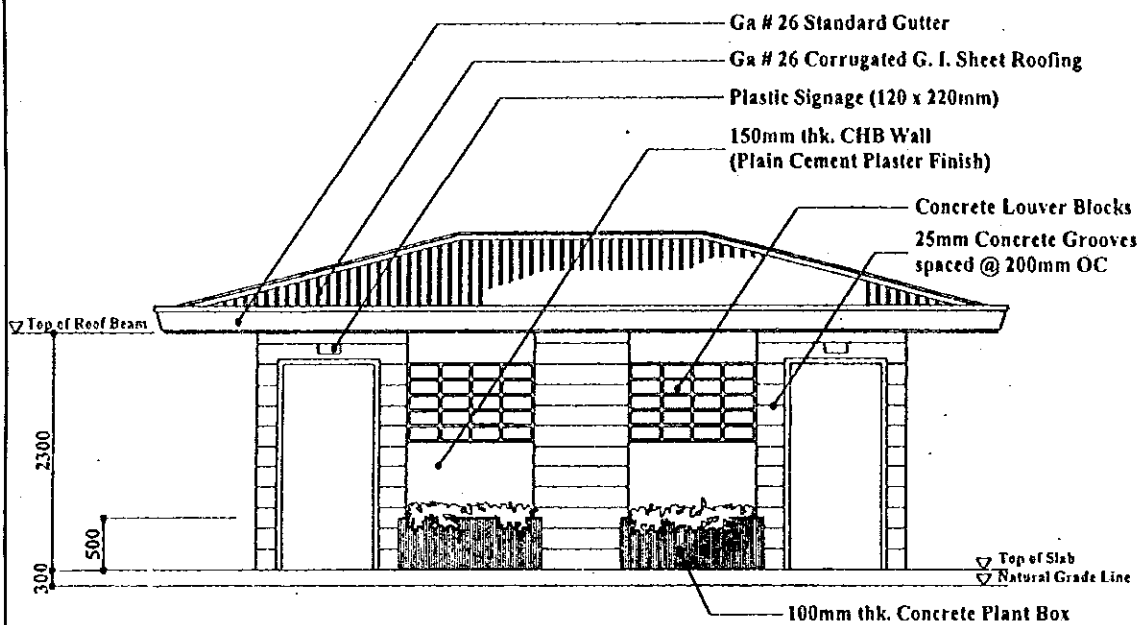 Ga # 26 Standard Gutter
Ga # 26 Corrugated G. I. Sheet Roofing
Plastic Signage (120 x 220mm)
150mm thk. CHB Wall
(Plain Cement Plaster Finish)
Concrete Louver Blocks
25mm Concrete Grooves
spaced @ 200mm OC
Top of Roof Beam
2300
500
300
Top of Slab
Natural Grade Line
100mm thk. Concrete Plant Box